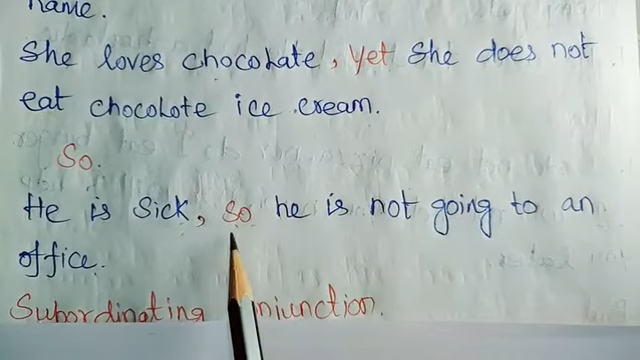 name.
She loves chocolate, yet She does not
eat chocolote ice cream.
So.
He is Sick, So he is not going to an
office.
Subordinating